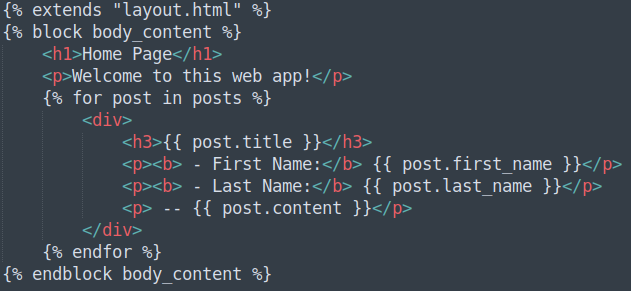 {% extends "layout.html" %}
{% block body_content %}
    <h1>Home Page</h1>
    <p>Welcome to this web app!</p>
    {% for post in posts %}
        <div>
            <h3>{{ post.title }}</h3>
            <p><b> - First Name:</b> {{ post.first_name }}</p>
            <p><b> - Last Name:</b> {{ post.last_name }}</p>
            <p> -- {{ post.content }}</p>
        </div>
    {% endfor %}
{% endblock body_content %}